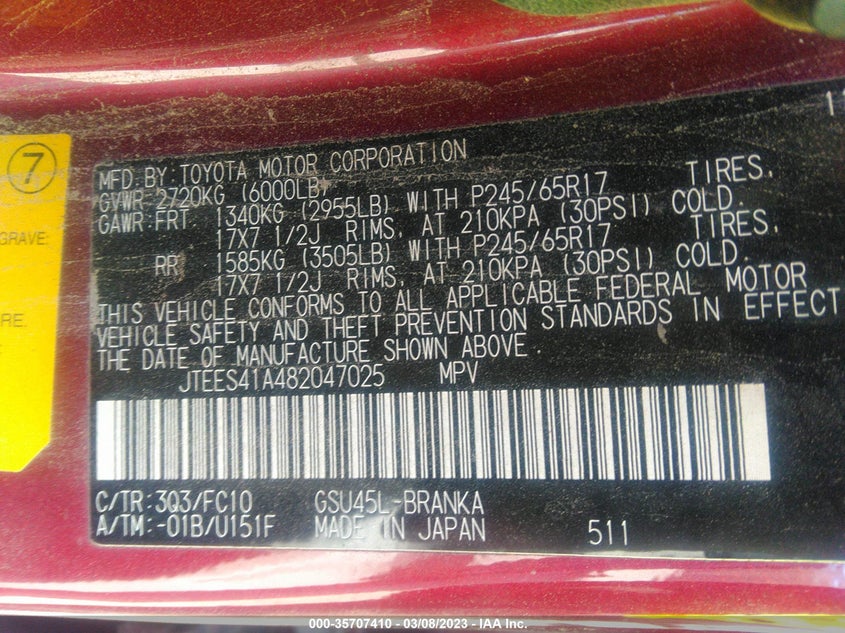 7
GRAVE:
RE.
11
MFD.BY:TOYOTA MOTOR CORPORATION
GVWR-2720KG (6000LB)
GAWR:FRT 1340KG (2955LB) WITH P245/65R17 TIRES,
17X7 1/2J RIMS, AT 210KPA (30PSI) COLD.
RR 1585KG (3505LB) WITH P245/65R17 TIRES,
17X7 1/2J RIMS, AT 210KPA (30PSI) COLD.
THIS VEHICLE CONFORMS TO ALL APPLICABLE FEDERAL MOTOR
VEHICLE SAFETY AND THEFT PREVENTION STANDARDS IN EFFECT
THE DATE OF MANUFACTURE SHOWN ABOVE.
JTEES41A482047025 MPV
C/TR:3Q3/FC10 GSU45L-BRANKA
A/TM:-01B/U151F MADE IN JAPAN 511
000-35707410 - 03/08/2023 - IAA Inc.